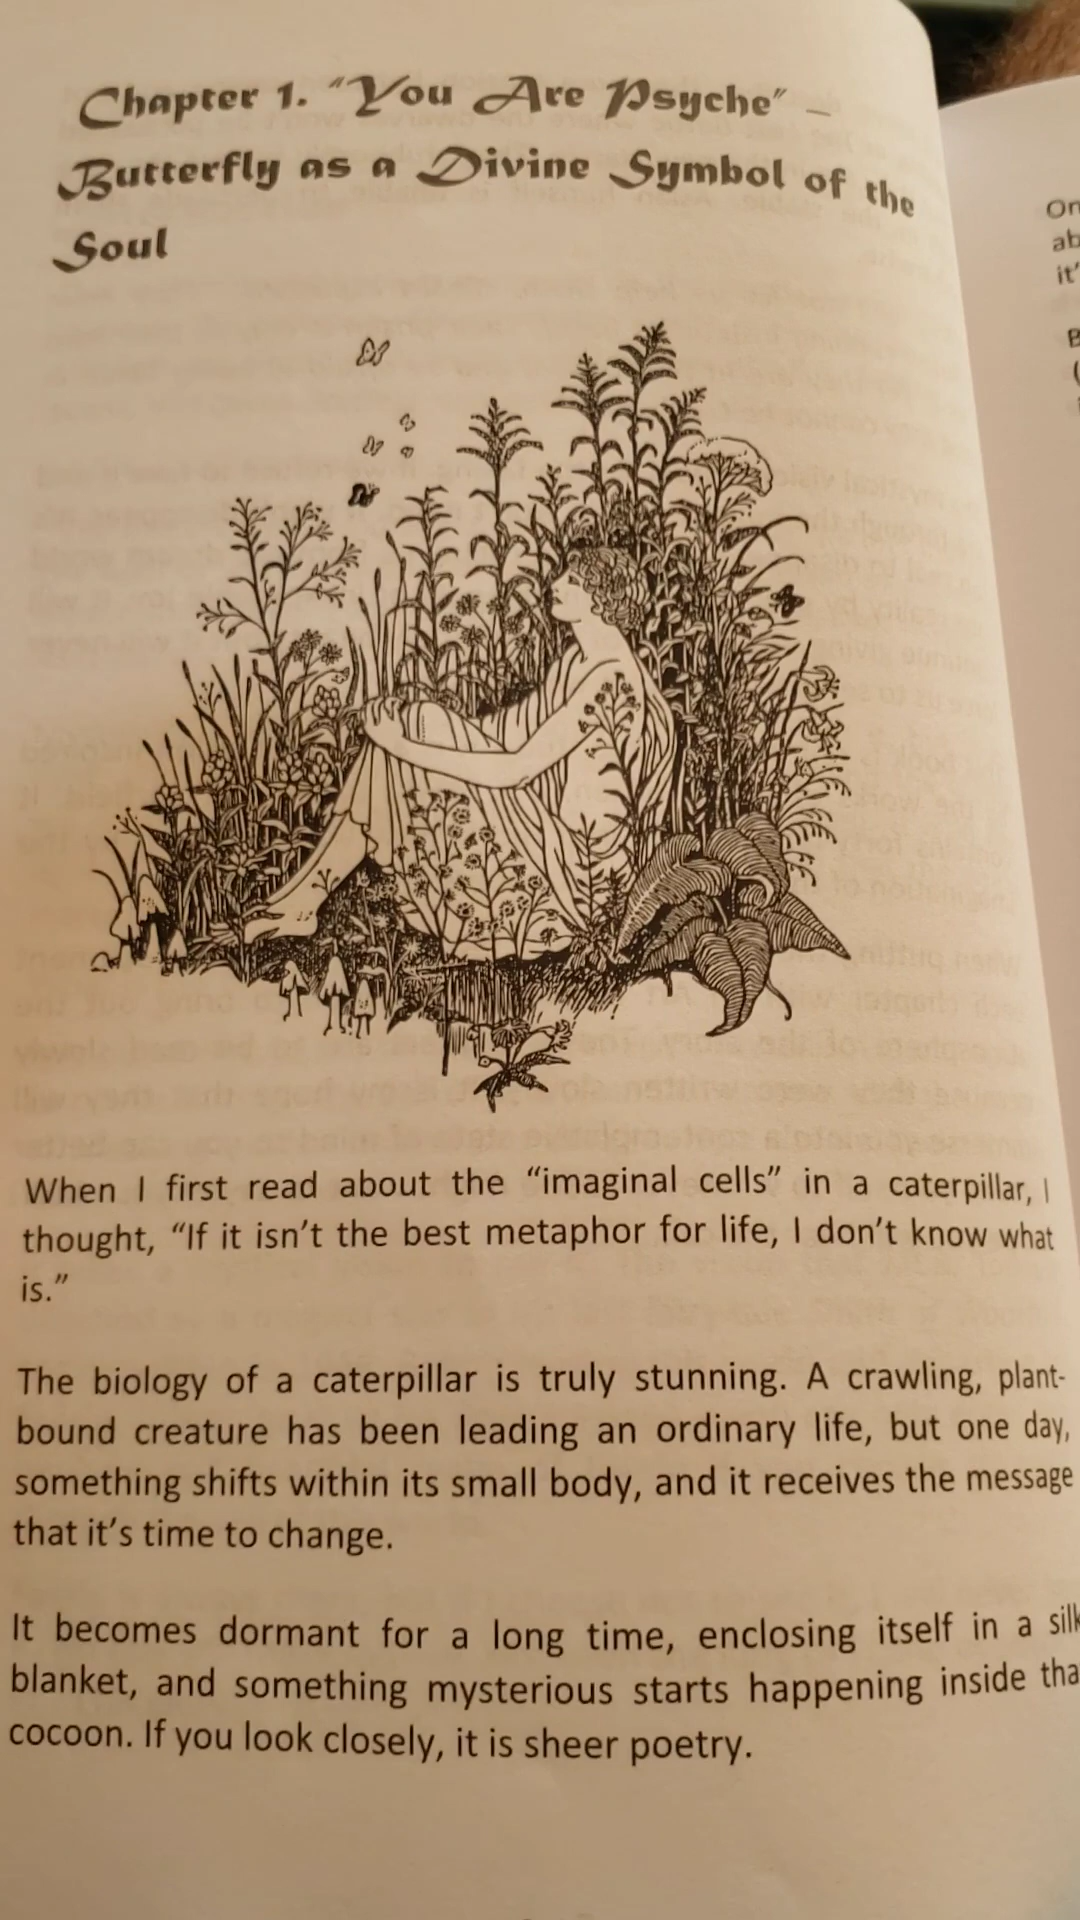 Chapter 1. “You Are Psyche” –
Butterfly as a Divine Symbol of the
Soul
When I first read about the “imaginal cells” in a caterpillar, I
thought, “If it isn’t the best metaphor for life, I don’t know what
is.”
The biology of a caterpillar is truly stunning. A crawling, plant-
bound creature has been leading an ordinary life, but one day,
something shifts within its small body, and it receives the message
that it’s time to change.
It becomes dormant for a long time, enclosing itself in a silk
blanket, and something mysterious starts happening inside
cocoon. If you look closely, it is sheer poetry.